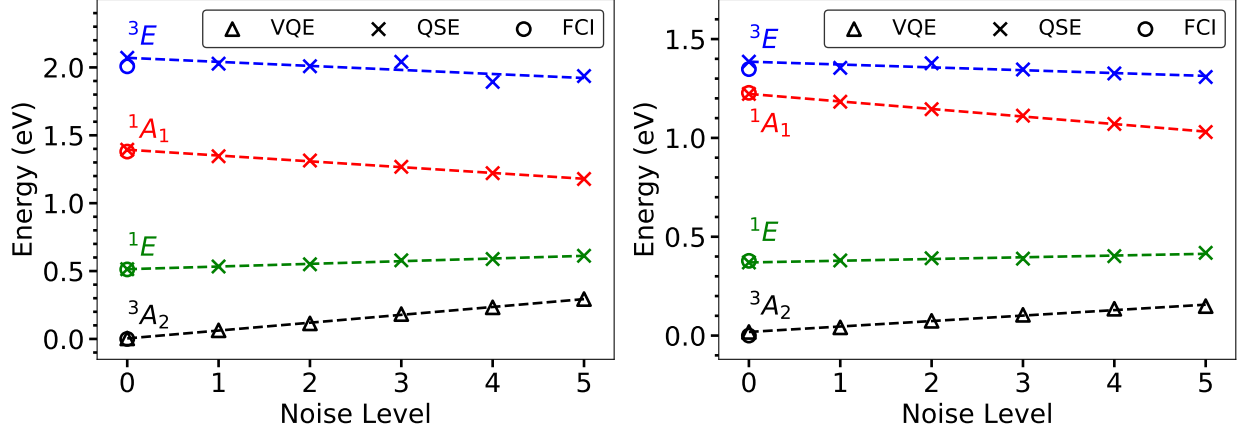 VQE QSE FCI
Energy (eV)
2.0
1.5
1.0
0.5
0.0
³E
¹A₁
¹E
³A₂
0 1 2 3 4 5
Noise Level
VQE QSE FCI
Energy (eV)
1.5
1.0
0.5
0.0
³E
¹A₁
¹E
³A₂
0 1 2 3 4 5
Noise Level